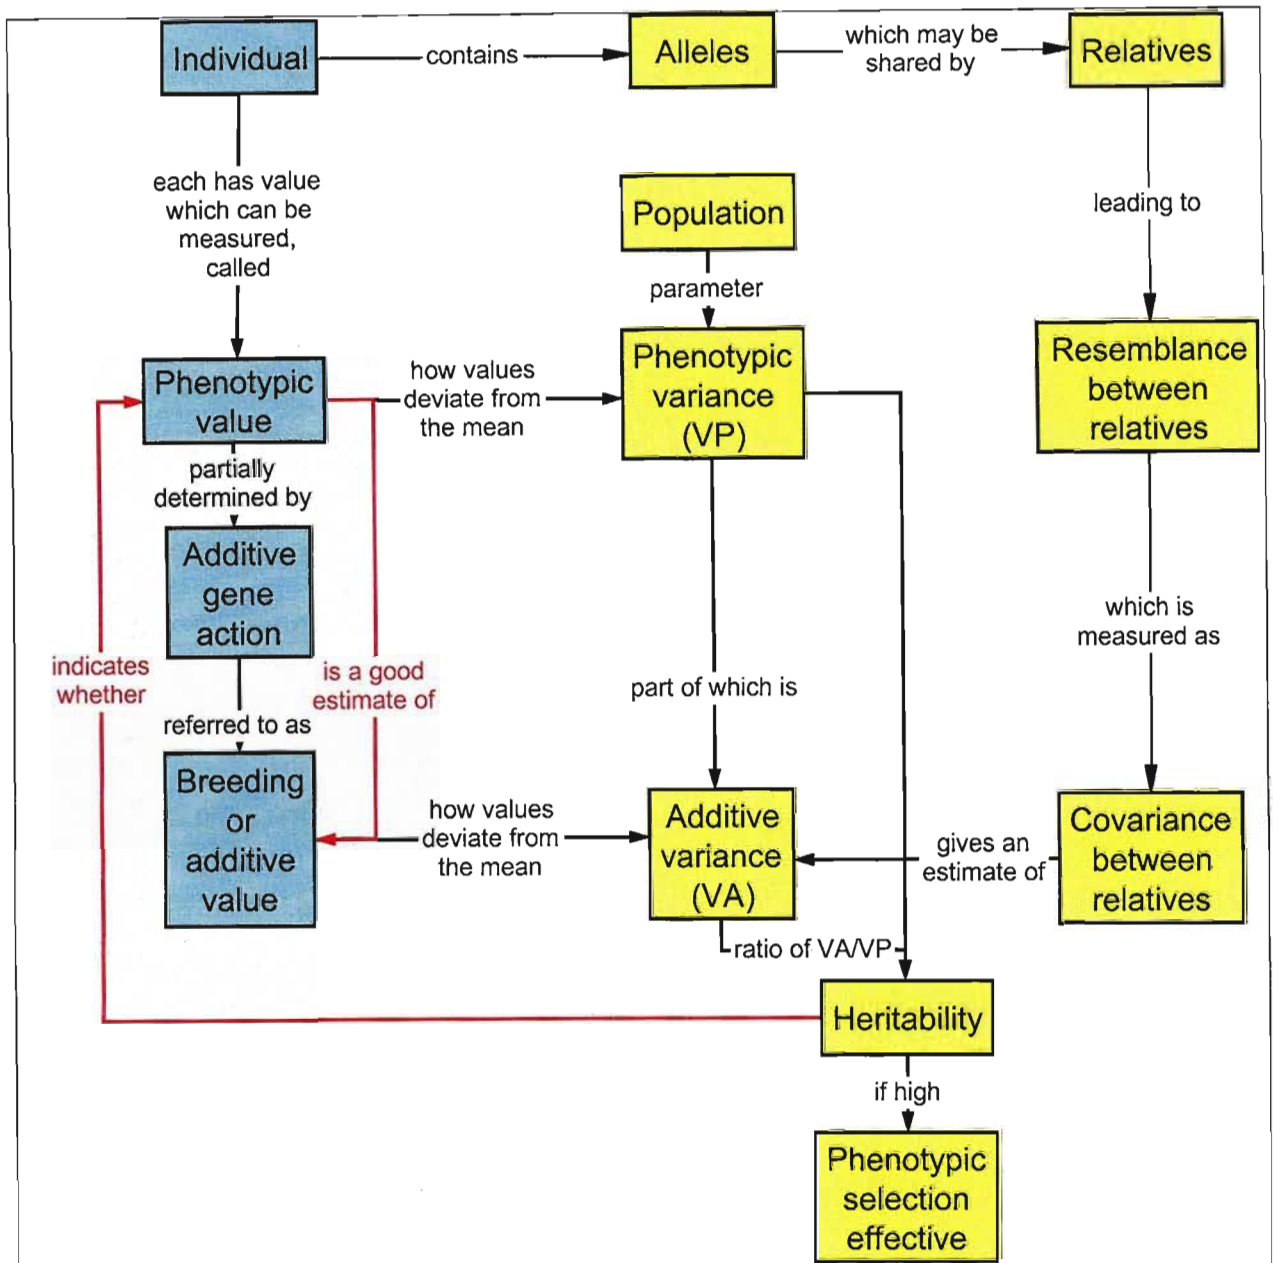 Individual
contains
Alleles
which may be
shared by
Relatives
each has value
which can be
measured,
called
Population
leading to
parameter
Phenotypic
value
how values
deviate from
the mean
Phenotypic
variance
(VP)
Resemblance
between
relatives
partially
determined by
Additive
gene
action
which is
measured as
indicates
whether
is a good
estimate of
part of which is
referred to as
Breeding
or
additive
value
how values
deviate from
the mean
Additive
variance
(VA)
gives an
estimate of
Covariance
between
relatives
ratio of VA/VP
Heritability
if high
Phenotypic
selection
effective